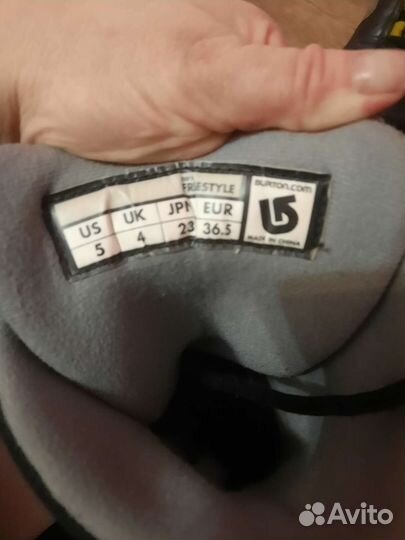 FREESTYLE
US UK JPN EUR
5 4 23 36.5
BURTON.COM
MADE IN CHINA
Avito